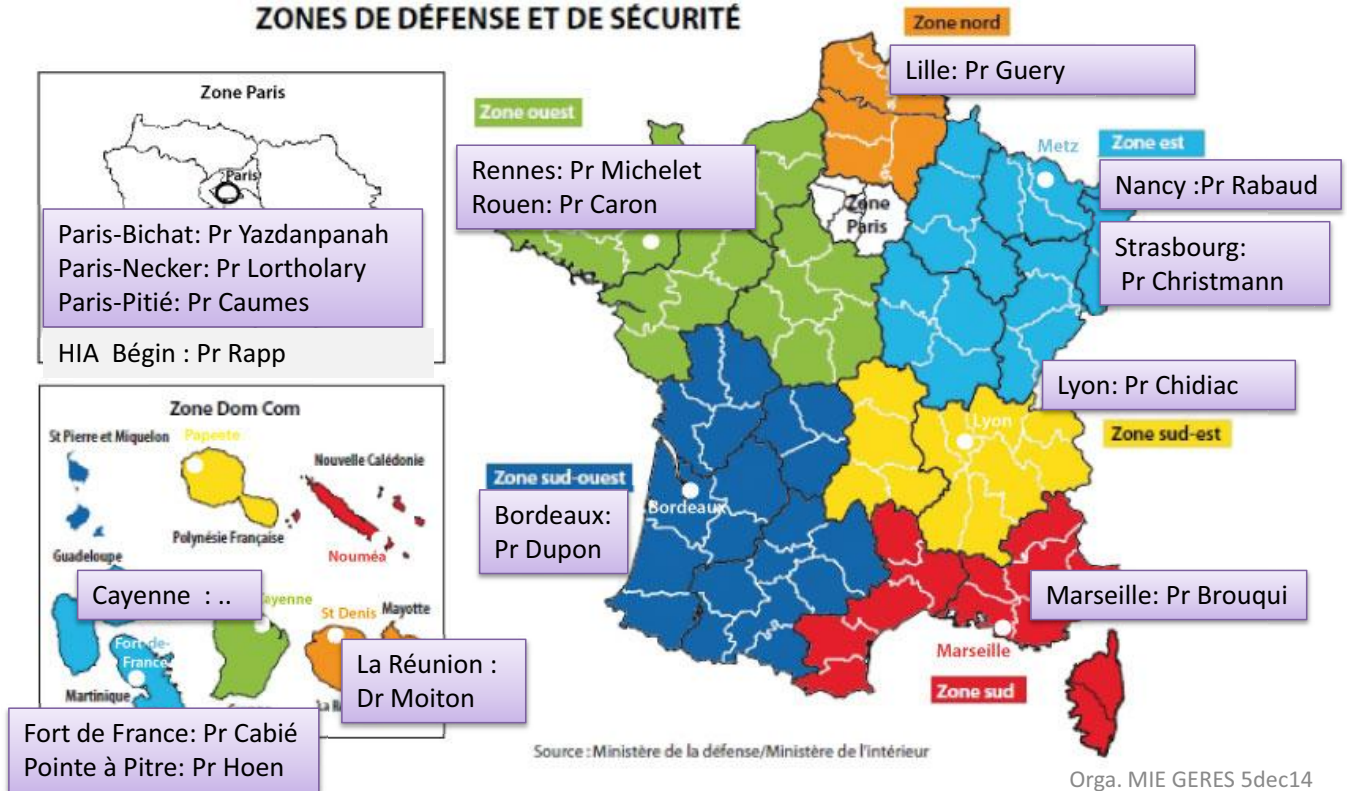 ZONES DE DÉFENSE ET DE SÉCURITÉ
Zone Paris
Paris
Paris-Bichat: Pr Yazdanpanah
Paris-Necker: Pr Lortholary
Paris-Pitié: Pr Caumes
HIA Bégin : Pr Rapp
Zone nord
Lille: Pr Guery
Zone ouest
Rennes: Pr Michelet
Rouen: Pr Caron
Zone
Paris
Metz
Zone est
Nancy :Pr Rabaud
Strasbourg:
Pr Christmann
Lyon: Pr Chidiac
Lyon
Zone sud-est
Zone sud-ouest
Bordeaux
Bordeaux:
Pr Dupon
Marseille: Pr Brouqui
Marseille
Zone sud
Zone Dom Com
St Pierre et Miquelon
Papeete
Nouvelle Calédonie
Polynésie Française
Nouméa
Guadeloupe
Cayenne : ..
ayenne
St Denis
Mayotte
Fort-de-
France
La Réunion :
Dr Moiton
Martinique
Fort de France: Pr Cabié
Pointe à Pitre: Pr Hoen
Source : Ministère de la défense/Ministère de l'intérieur
Orga. MIE GERES 5dec14